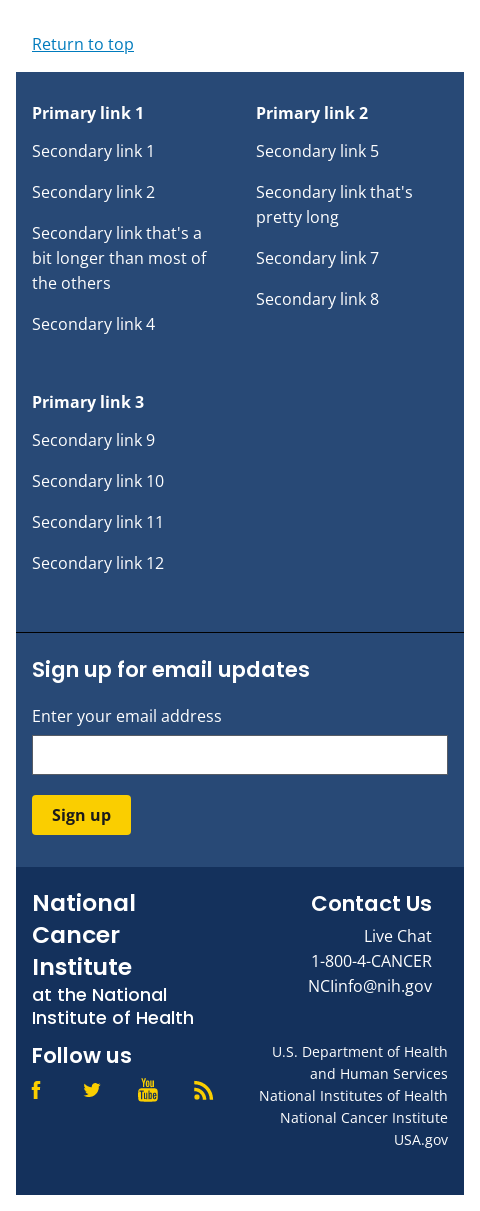 Return to top
Primary link 1
Secondary link 1
Secondary link 2
Secondary link that's a
bit longer than most of
the others
Secondary link 4
Primary link 2
Secondary link 5
Secondary link that's
pretty long
Secondary link 7
Secondary link 8
Primary link 3
Secondary link 9
Secondary link 10
Secondary link 11
Secondary link 12
Sign up for email updates
Enter your email address
Sign up
National
Cancer
Institute
at the National
Institute of Health
Contact Us
Live Chat
1-800-4-CANCER
NCIinfo@nih.gov
Follow us
You
Tube
U.S. Department of Health
and Human Services
National Institutes of Health
National Cancer Institute
USA.gov